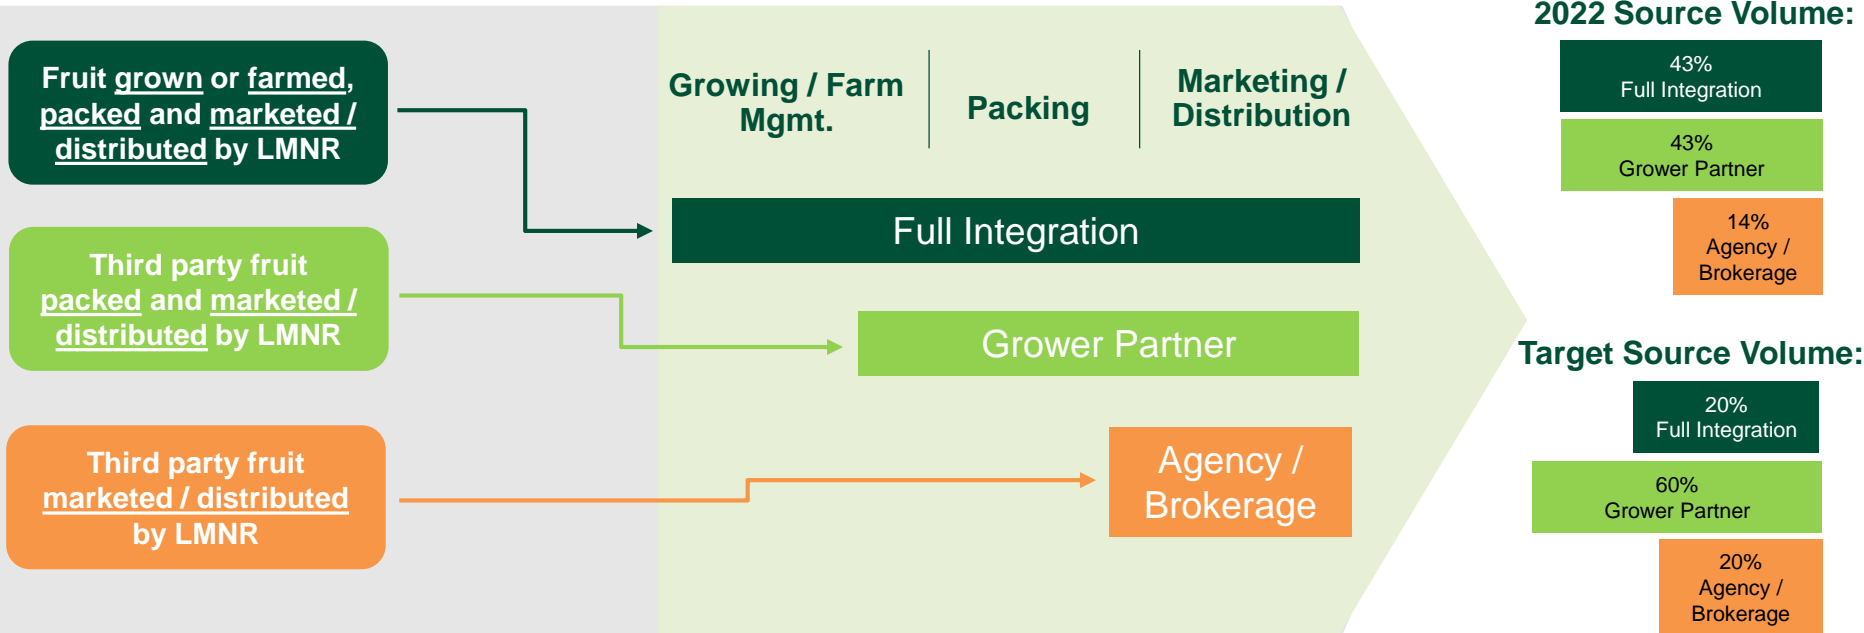 Fruit grown or farmed,
packed and marketed /
distributed by LMNR
Third party fruit
packed and marketed /
distributed by LMNR
Third party fruit
marketed / distributed
by LMNR
Growing / Farm
Mgmt.
Packing
Marketing /
Distribution
Full Integration
Grower Partner
Agency /
Brokerage
2022 Source Volume:
43%
Full Integration
43%
Grower Partner
14%
Agency /
Brokerage
Target Source Volume:
20%
Full Integration
60%
Grower Partner
20%
Agency /
Brokerage